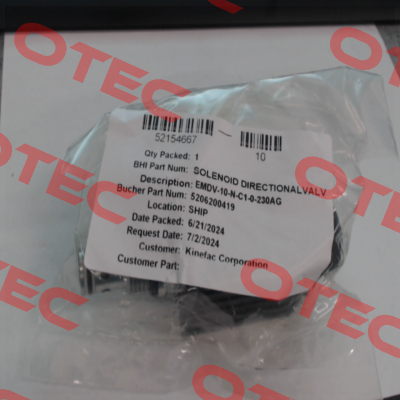 OTEC
OTEC
52154667 – 10
Qty Packed: 1
BHI Part Num: SOLENOID DIRECTIONALVALV
Description: EMDV-10-N-C1-0-230AG
Bucher Part Num: 5206200419
Location: SHIP
Date Packed: 6/21/2024
Request Date: 7/2/2024
Customer: Kinefac Corporation
Customer Part:
OTEC
OTEC
OTEC